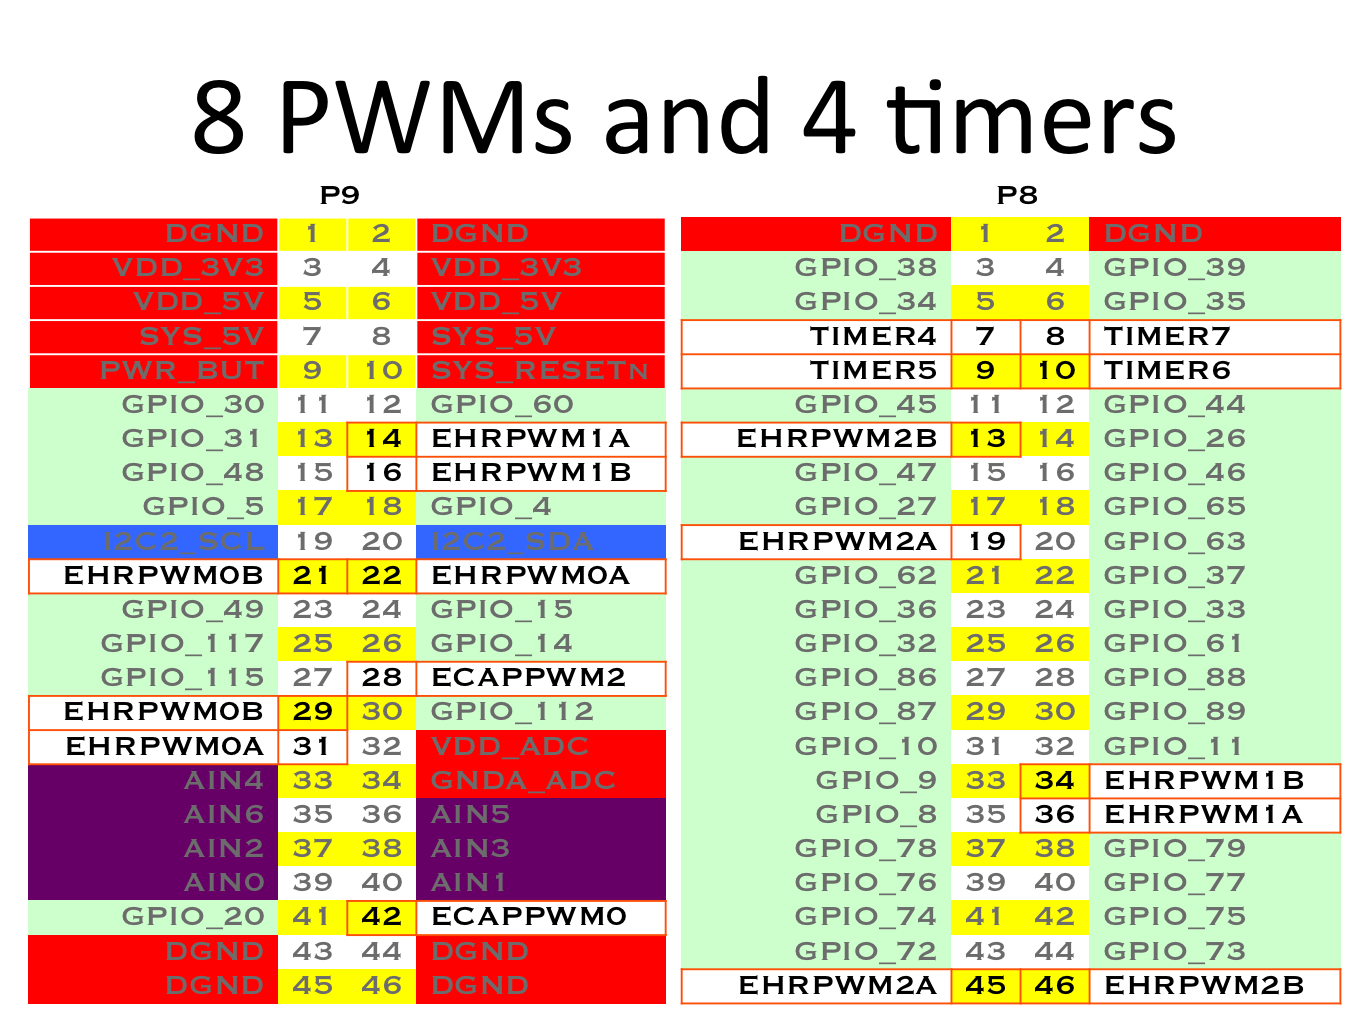 8 PWMs and 4 timers
P9 P8
DGND 1 2 DGND DGND 1 2 DGND
VDD_3V3 3 4 VDD_3V3 GPIO_38 3 4 GPIO_39
VDD_5V 5 6 VDD_5V GPIO_34 5 6 GPIO_35
SYS_5V 7 8 SYS_5V TIMER4 7 8 TIMER7
PWR_BUT 9 10 SYS_RESETN TIMER5 9 10 TIMER6
GPIO_30 11 12 GPIO_60 GPIO_45 11 12 GPIO_44
GPIO_31 13 14 EHRPWM1A EHRPWM2B 13 14 GPIO_26
GPIO_48 15 16 EHRPWM1B GPIO_47 15 16 GPIO_46
GPIO_5 17 18 GPIO_4 GPIO_27 17 18 GPIO_65
I2C2_SCL 19 20 I2C2_SDA EHRPWM2A 19 20 GPIO_63
EHRPWM0B 21 22 EHRPWM0A GPIO_62 21 22 GPIO_37
GPIO_49 23 24 GPIO_15 GPIO_36 23 24 GPIO_33
GPIO_117 25 26 GPIO_14 GPIO_32 25 26 GPIO_61
GPIO_115 27 28 ECAPPWM2 GPIO_86 27 28 GPIO_88
EHRPWM0B 29 30 GPIO_112 GPIO_87 29 30 GPIO_89
EHRPWM0A 31 32 VDD_ADC GPIO_10 31 32 GPIO_11
AIN4 33 34 GNDA_ADC GPIO_9 33 34 EHRPWM1B
AIN6 35 36 AIN5 GPIO_8 35 36 EHRPWM1A
AIN2 37 38 AIN3 GPIO_78 37 38 GPIO_79
AIN0 39 40 AIN1 GPIO_76 39 40 GPIO_77
GPIO_20 41 42 ECAPPWM0 GPIO_74 41 42 GPIO_75
DGND 43 44 DGND GPIO_72 43 44 GPIO_73
DGND 45 46 DGND EHRPWM2A 45 46 EHRPWM2B